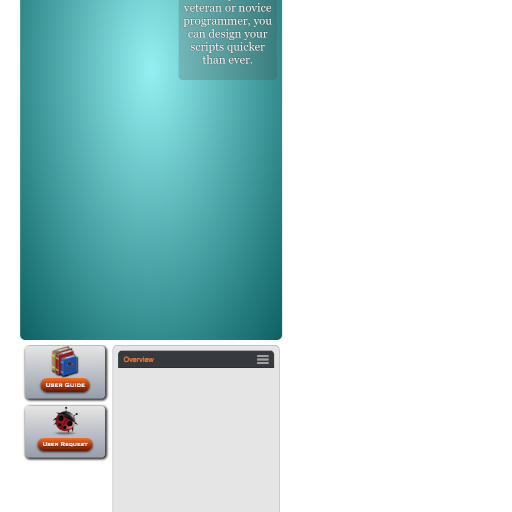 veteran or novice
programmer, you
can design your
scripts quicker
than ever.
User Guide
Overview
User Request